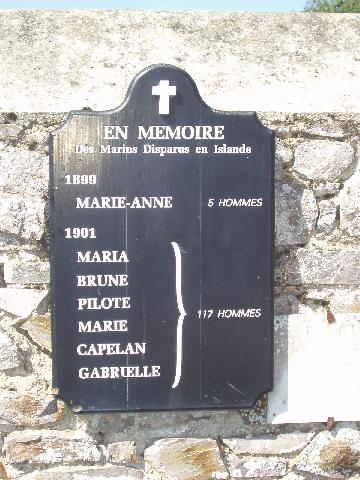 EN MEMOIRE
Des Marins Disparus en Islande
1899
MARIE-ANNE 5 HOMMES
1901
MARIA
BRUNE
PILOTE
MARIE 117 HOMMES
CAPELAN
GABRIELLE